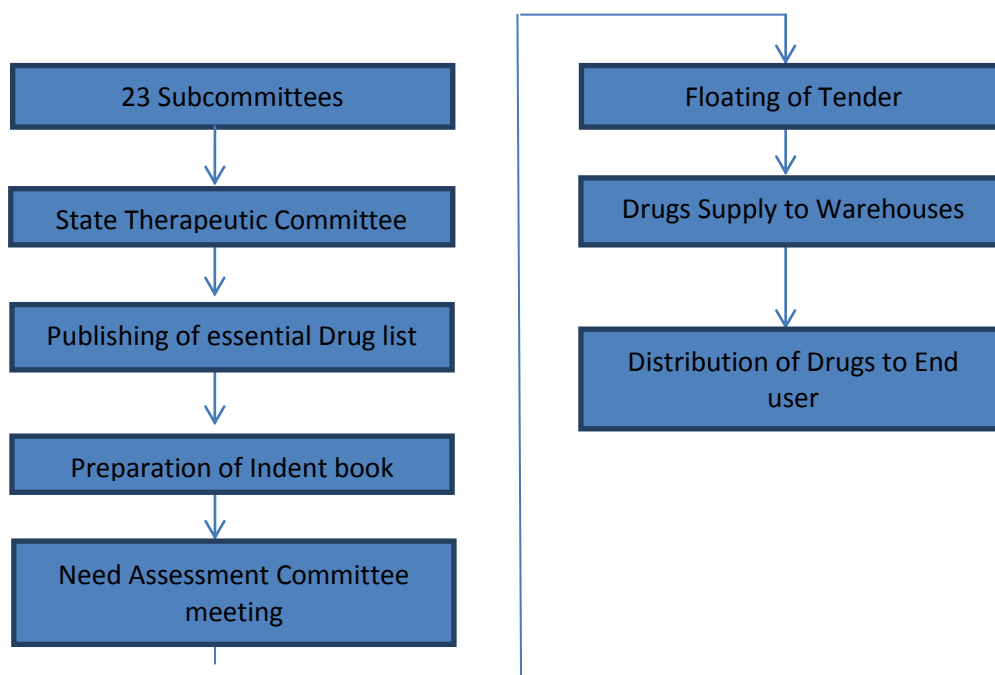 23 Subcommittees
State Therapeutic Committee
Publishing of essential Drug list
Preparation of Indent book
Need Assessment Committee
meeting
Floating of Tender
Drugs Supply to Warehouses
Distribution of Drugs to End
user